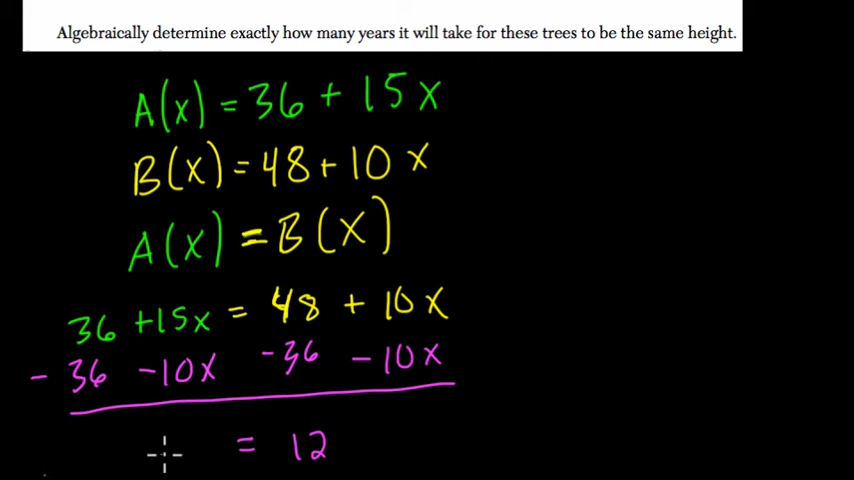 Algebraically determine exactly how many years it will take for these trees to be the same height.
A(x) = 36 + 15x
B(x) = 48 + 10x
A(x) = B(x)
36 + 15x = 48 + 10x
- 36 - 10x - 36 - 10x
= 12